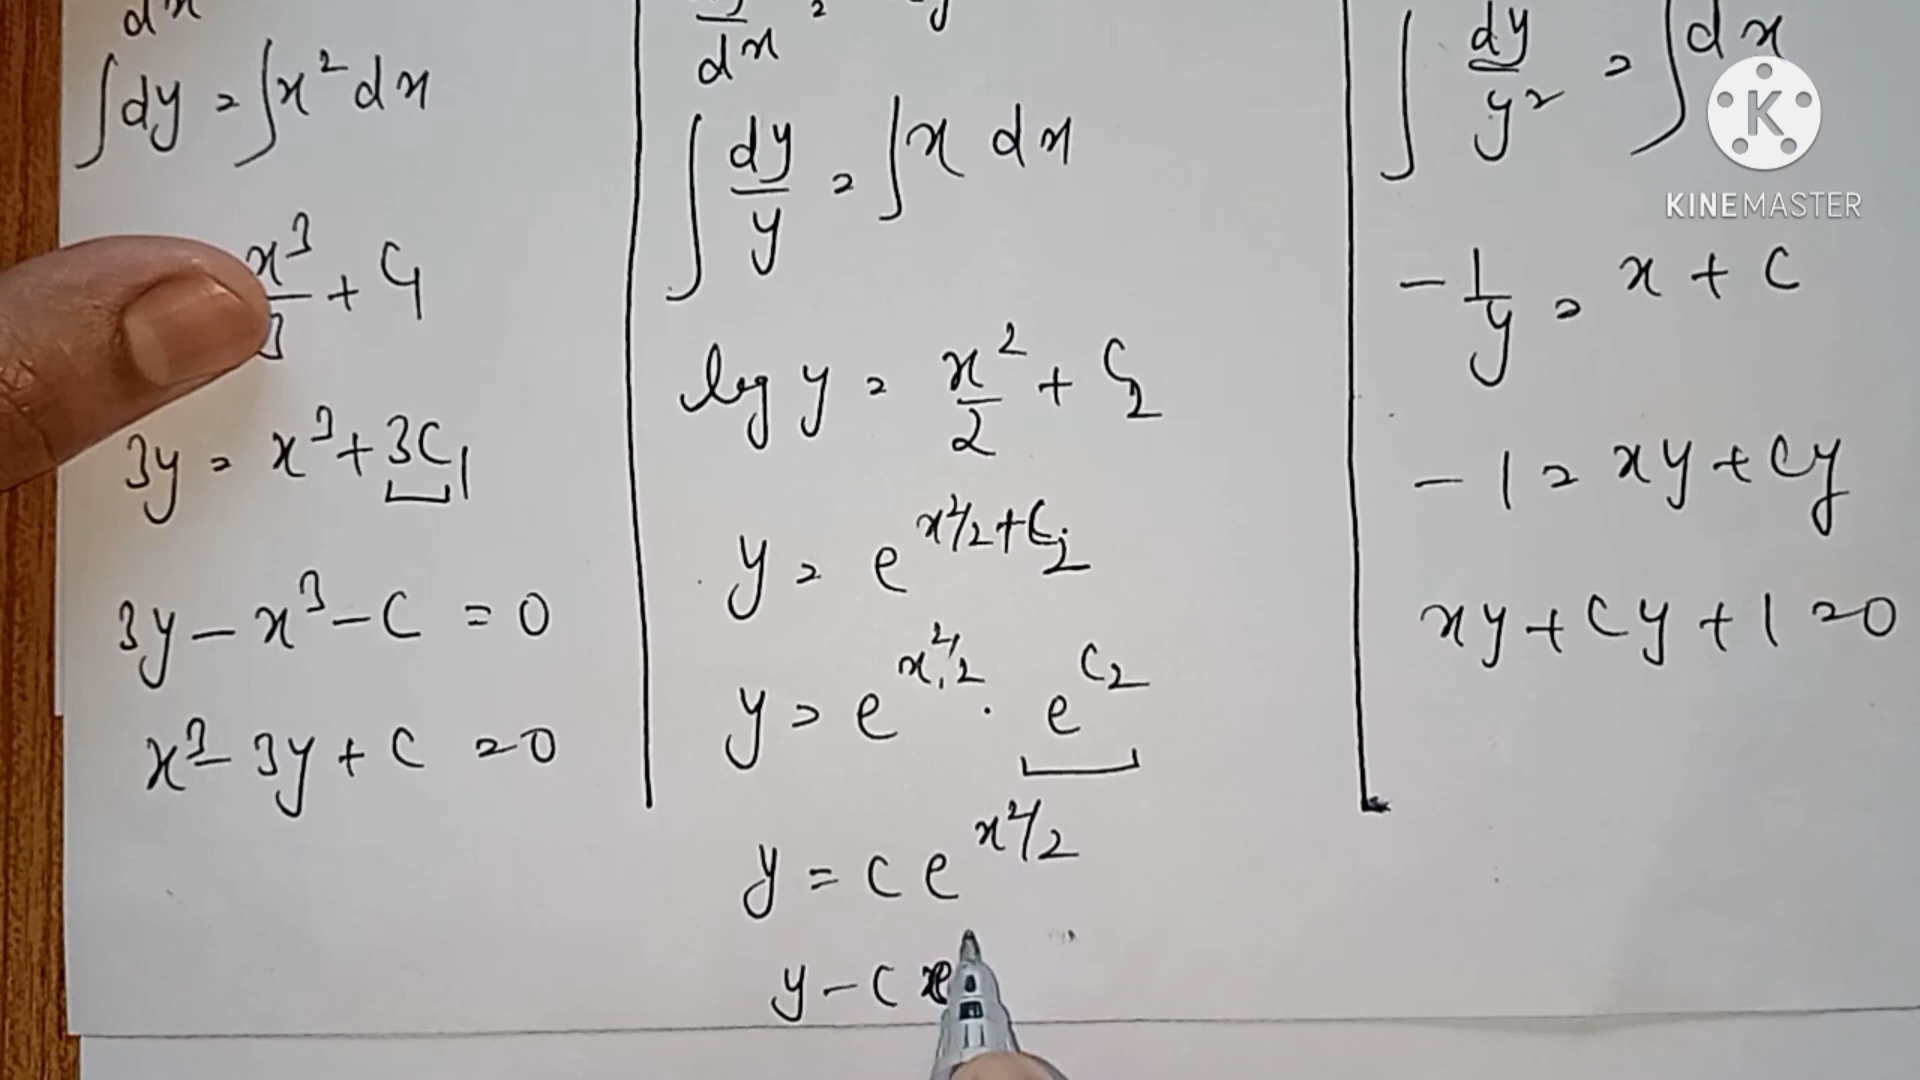 dx
∫dy = ∫x² dx
x³/3 + C₁
3y = x³ + 3C₁
3y - x³ - C = 0
x³ - 3y + C = 0
dx
∫ dy/y = ∫x dx
log y = x²/2 + C₂
y = e^(x²/2 + C₂)
y = e^(x²/2) · e^(C₂)
y = c e^(x²/2)
y - c e
∫ dy/y² = ∫dx
-1/y = x + C
-1 = xy + Cy
xy + Cy + 1 = 0
K
KINEMASTER